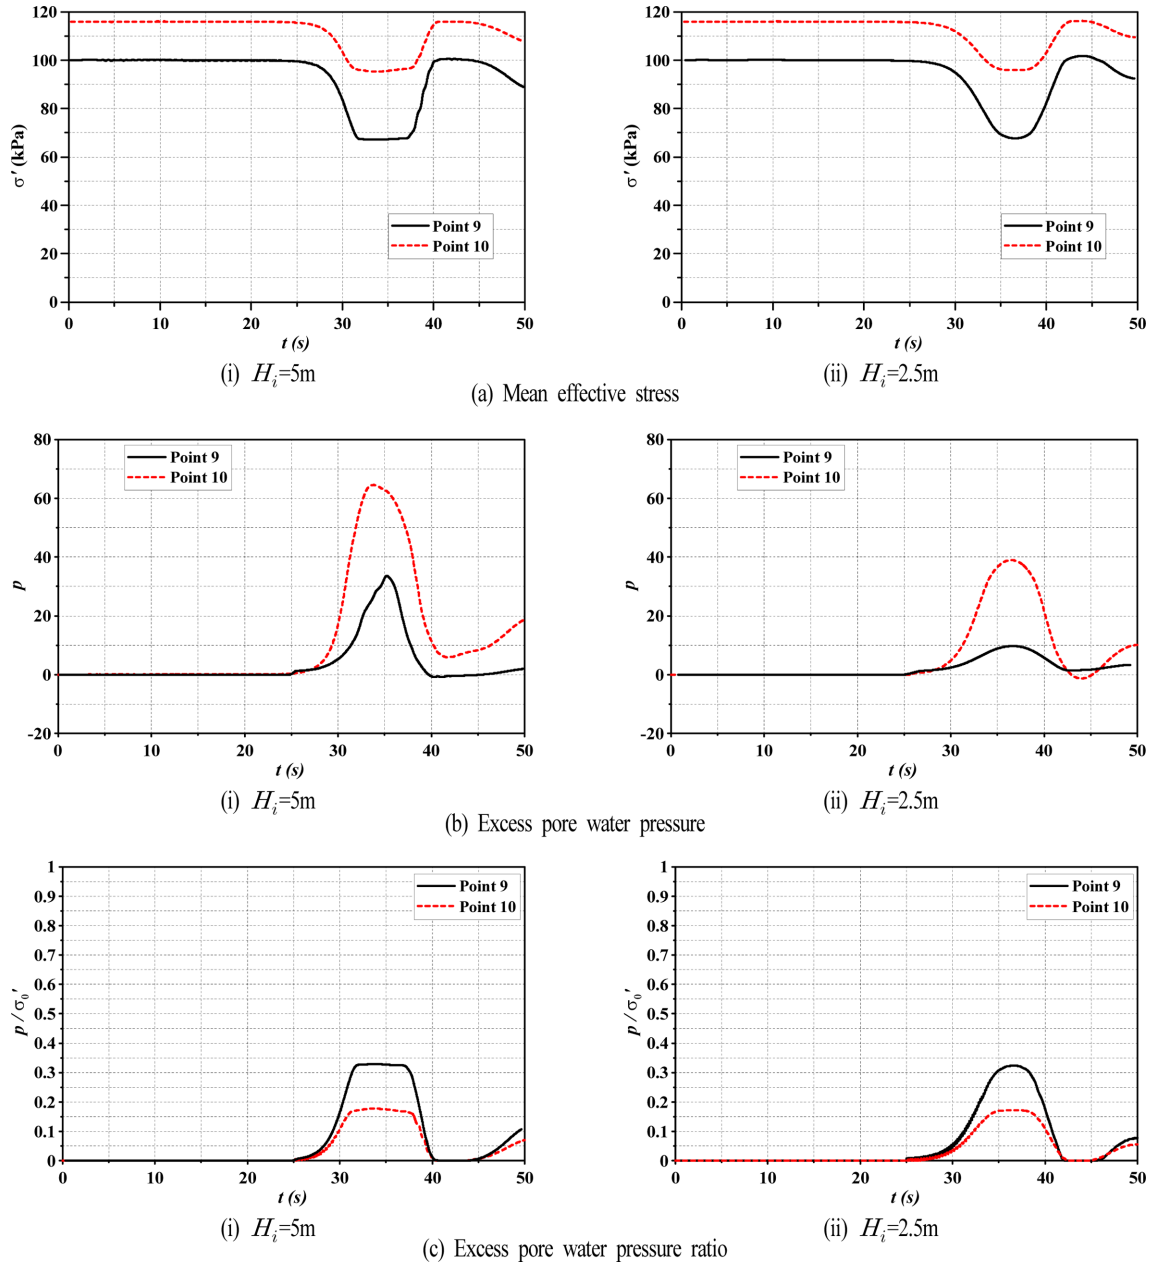 120
100
80
60
40
20
0
σ′ (kPa)
Point 9
Point 10
0 10 20 30 40 50
t (s)
(i) Hi=5m
120
100
80
60
40
20
0
σ′ (kPa)
Point 9
Point 10
0 10 20 30 40 50
t (s)
(ii) Hi=2.5m
(a) Mean effective stress
80
60
40
20
0
-20
p
Point 9
Point 10
0 10 20 30 40 50
t (s)
(i) Hi=5m
80
60
40
20
0
-20
p
Point 9
Point 10
0 10 20 30 40 50
t (s)
(ii) Hi=2.5m
(b) Excess pore water pressure
1
0.9
0.8
0.7
0.6
0.5
0.4
0.3
0.2
0.1
0
p / σ0′
Point 9
Point 10
0 10 20 30 40 50
t (s)
(i) Hi=5m
1
0.9
0.8
0.7
0.6
0.5
0.4
0.3
0.2
0.1
0
p / σ0′
Point 9
Point 10
0 10 20 30 40 50
t (s)
(ii) Hi=2.5m
(c) Excess pore water pressure ratio